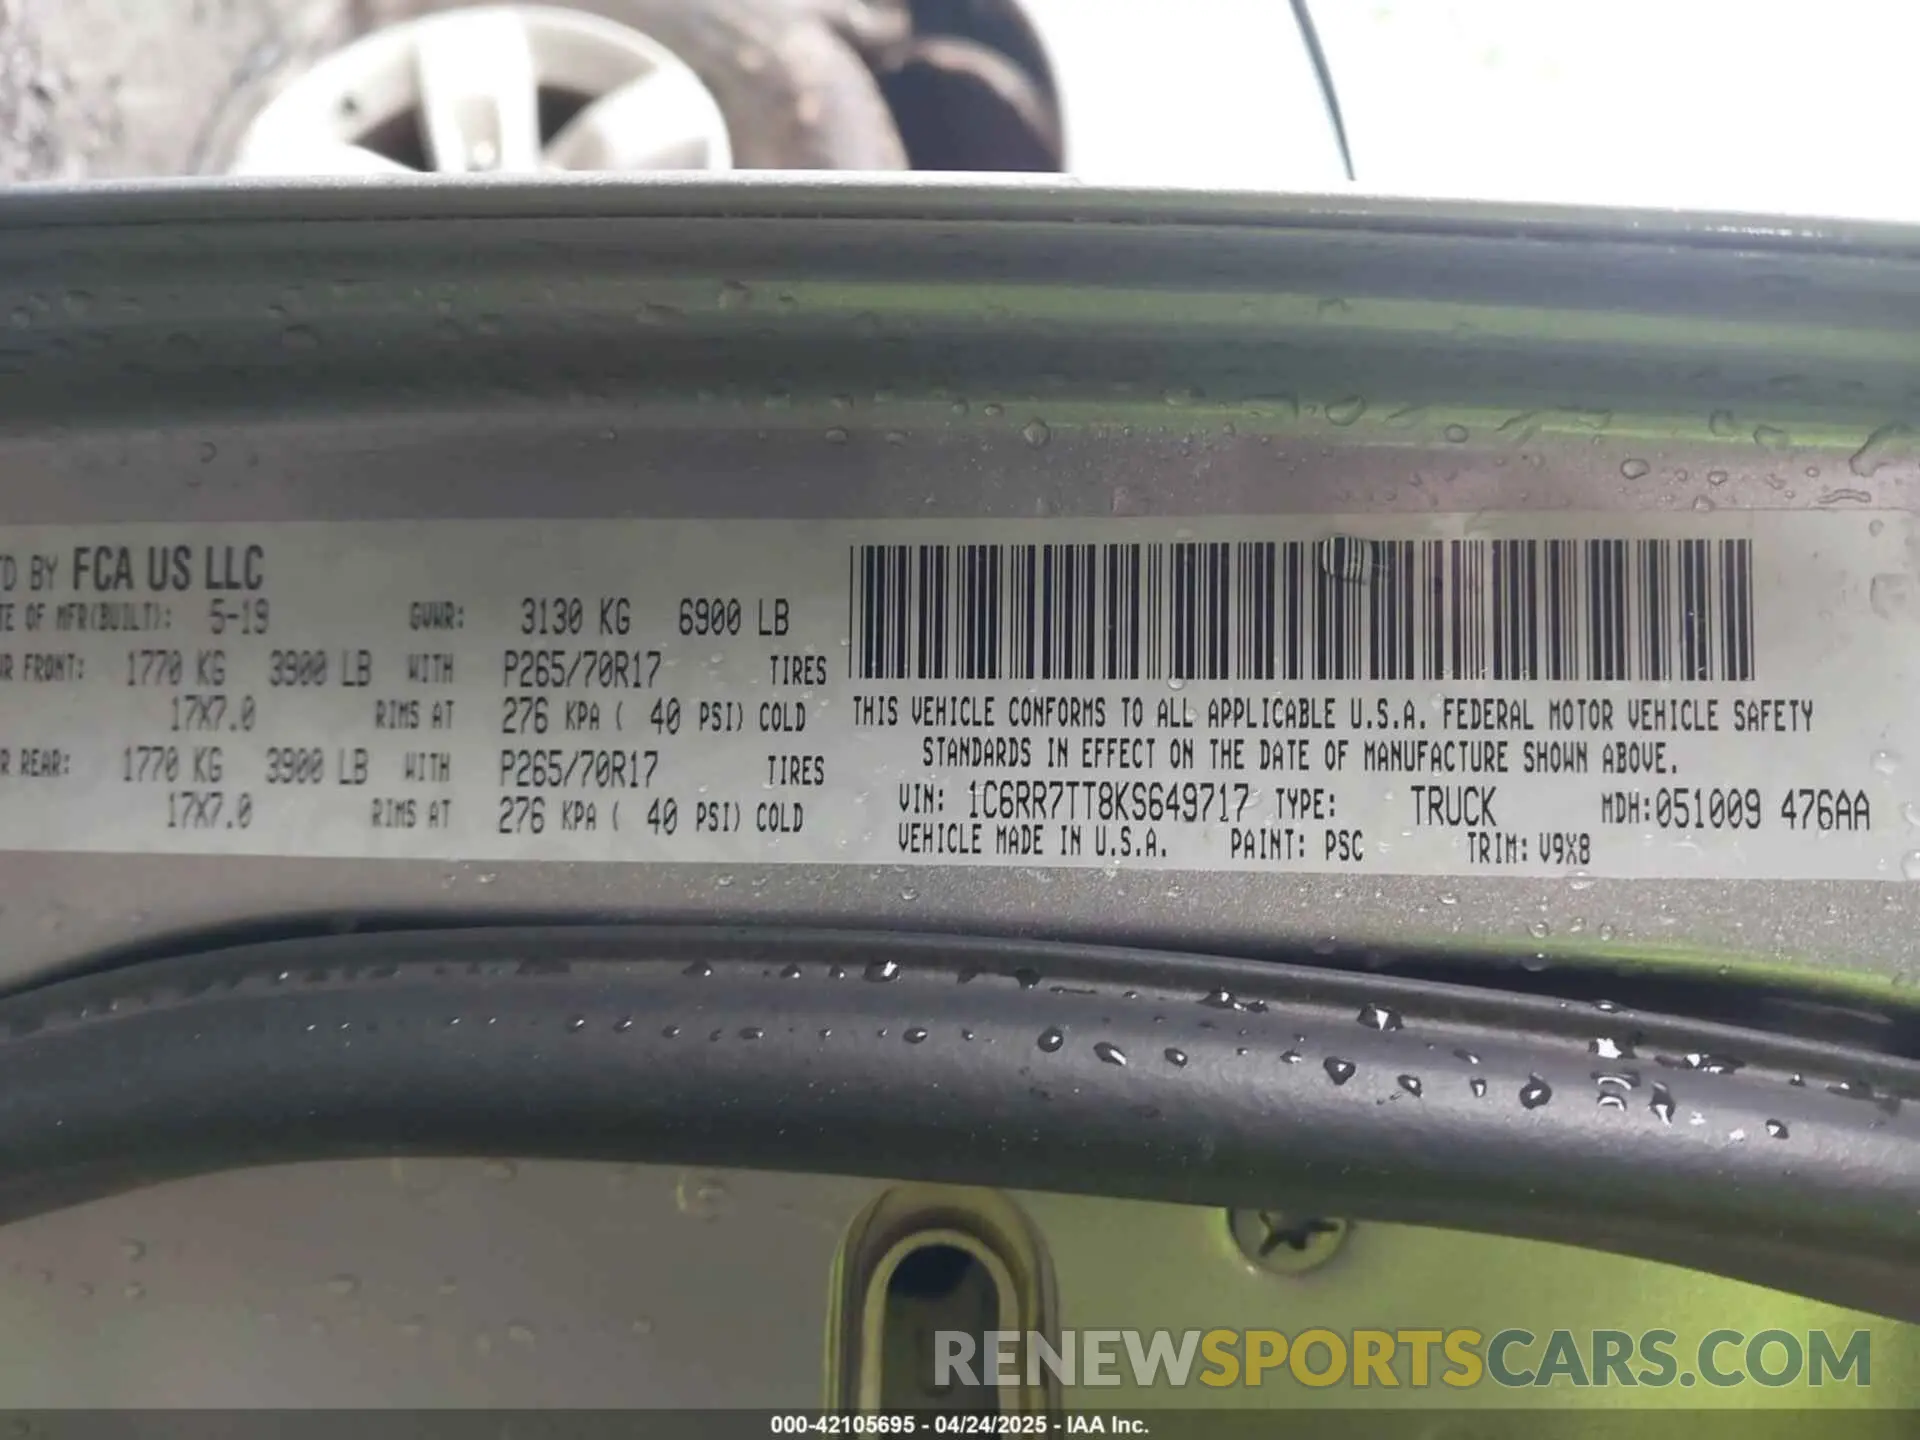 TD BY FCA US LLC
TE OF MFR(BUILT): 5-19 GVWR: 3130 KG 6900 LB
R FRONT: 1770 KG 3900 LB WITH P265/70R17 TIRES
17X7.0 RIMS AT 276 KPA ( 40 PSI) COLD
R REAR: 1770 KG 3900 LB WITH P265/70R17 TIRES
17X7.0 RIMS AT 276 KPA ( 40 PSI) COLD
THIS VEHICLE CONFORMS TO ALL APPLICABLE U.S.A. FEDERAL MOTOR VEHICLE SAFETY
STANDARDS IN EFFECT ON THE DATE OF MANUFACTURE SHOWN ABOVE.
VIN: 1C6RR7TT8KS649717 TYPE: TRUCK MDH:051009 476AA
VEHICLE MADE IN U.S.A. PAINT: PSC TRIM: V9X8
RENEWSPORTSCARS.COM
000-42105695 - 04/24/2025 - IAA Inc.